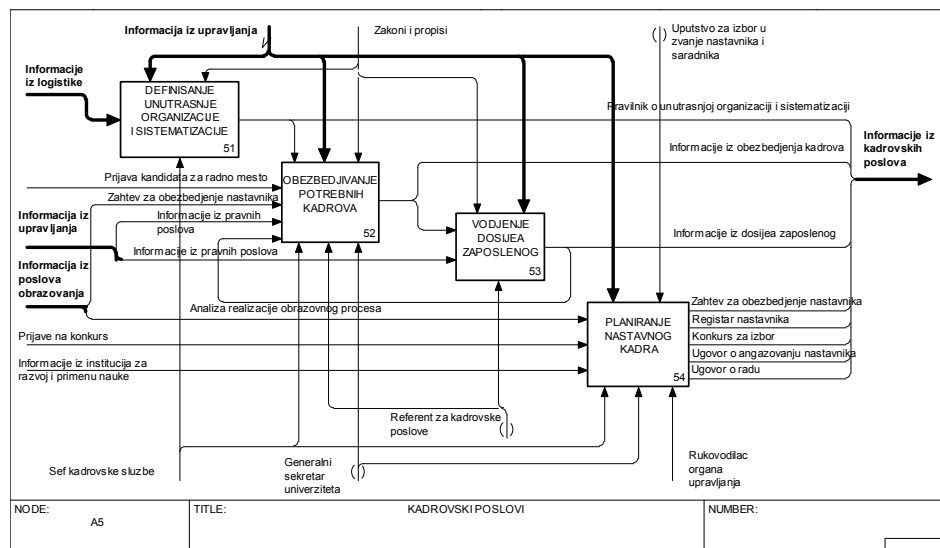 Informacija iz upravljanja
Zakoni i propisi
Uputstvo za izbor u
zvanje nastavnika i
saradnika
Informacije
iz logistike
DEFINISANJE
UNUTRASNJE
ORGANIZACIJE
I SISTEMATIZACIJE
51
Pravilnik o unutrasnjoj organizaciji i sistematizaciji
Informacije iz
kadrovskih
poslova
Informacije iz obezbedjenja kadrova
Prijava kandidata za radno mesto
OBEZBEDJIVANJE
POTREBNIH
KADROVA
52
Zahtev za obezbedjenje nastavnika
Informacije iz pravnih
poslova
Informacija iz
upravljanja
Informacije iz pravnih poslova
VODJENJE
DOSIJEA
ZAPOSLENOG
53
Informacije iz dosijea zaposlenog
Informacija iz
poslova
obrazovanja
Analiza realizacije obrazovnog procesa
Zahtev za obezbedjenje nastavnika
Registar nastavnika
Konkurs za izbor
Ugovor o angazovanju nastavnika
Ugovor o radu
PLANIRANJE
NASTAVNOG
KADRA
54
Prijave na konkurs
Informacije iz institucija za
razvoj i primenu nauke
Referent za kadrovske
poslove
Sef kadrovske sluzbe
Generalni
sekretar
univerziteta
Rukovodilac
organa
upravljanja
NODE:
A5
TITLE:
KADROVSKI POSLOVI
NUMBER: